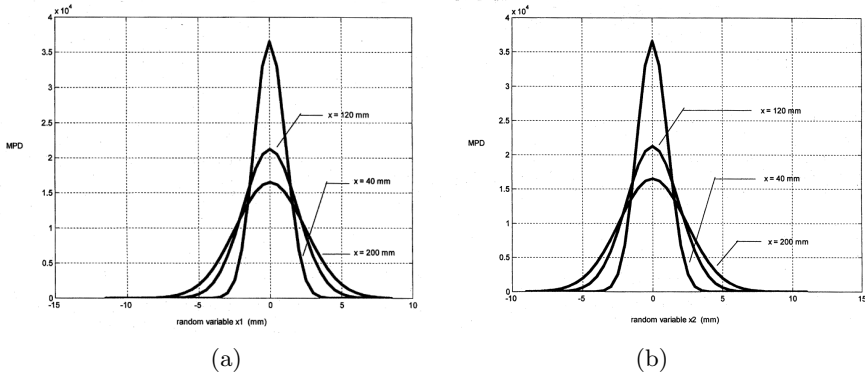 x 10^4
4
3.5
3
2.5
2
1.5
1
0.5
0
MPD
x = 120 mm
x = 40 mm
x = 200 mm
-15 -10 -5 0 5 10
random variable x1 (mm)
(a)
x 10^4
4
3.5
3
2.5
2
1.5
1
0.5
0
MPD
x = 120 mm
x = 40 mm
x = 200 mm
-10 -5 0 5 10 15
random variable x2 (mm)
(b)